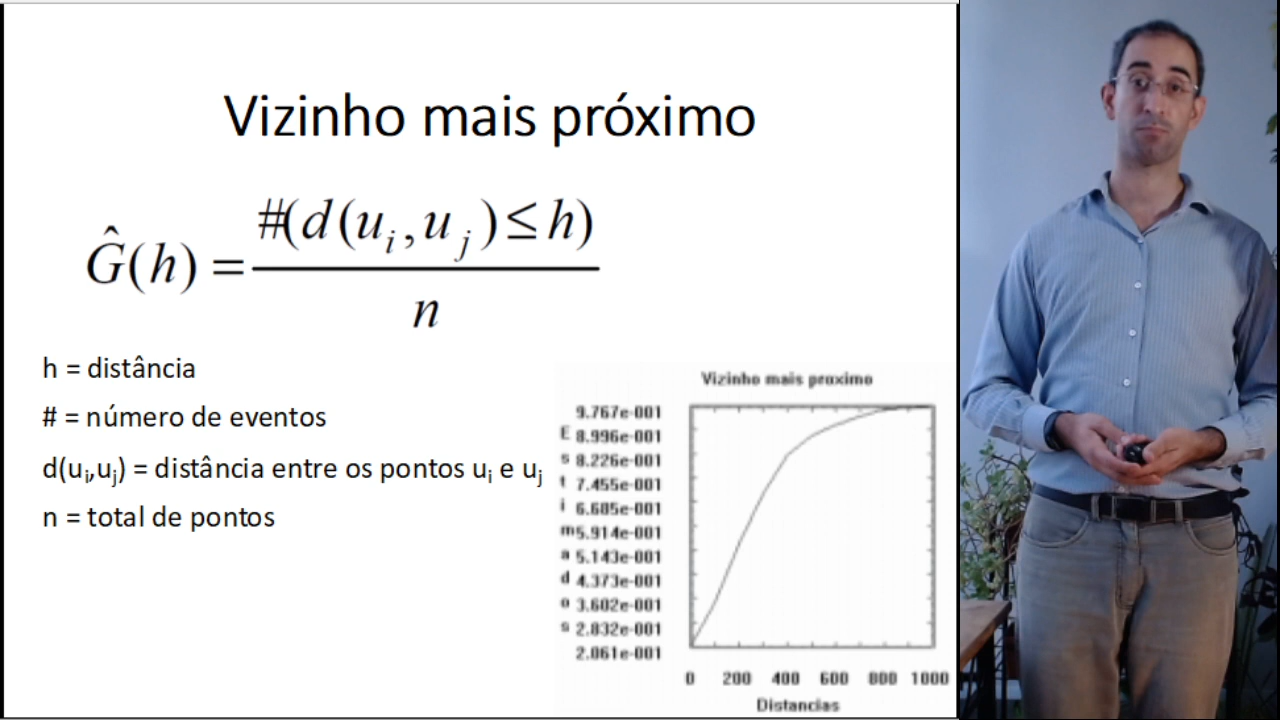 Vizinho mais próximo
Ĝ(h) = #(d(u_i, u_j) ≤ h) / n
h = distância
# = número de eventos
d(u_i,u_j) = distância entre os pontos u_i e u_j
n = total de pontos
Vizinho mais proximo
Estimados
9.767e-001
8.996e-001
8.226e-001
7.455e-001
6.685e-001
5.914e-001
5.143e-001
4.373e-001
3.602e-001
2.832e-001
2.061e-001
0 200 400 600 800 1000
Distancias